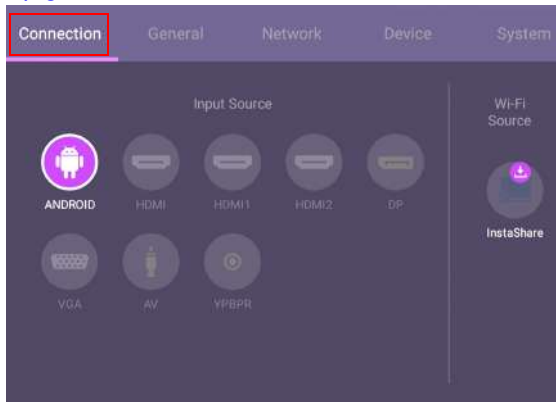 Connection General Network Device System
Input Source
Wi-Fi
Source
ANDROID HDMI HDMI1 HDMI2 DP
InstaShare
VGA AV YPBPR